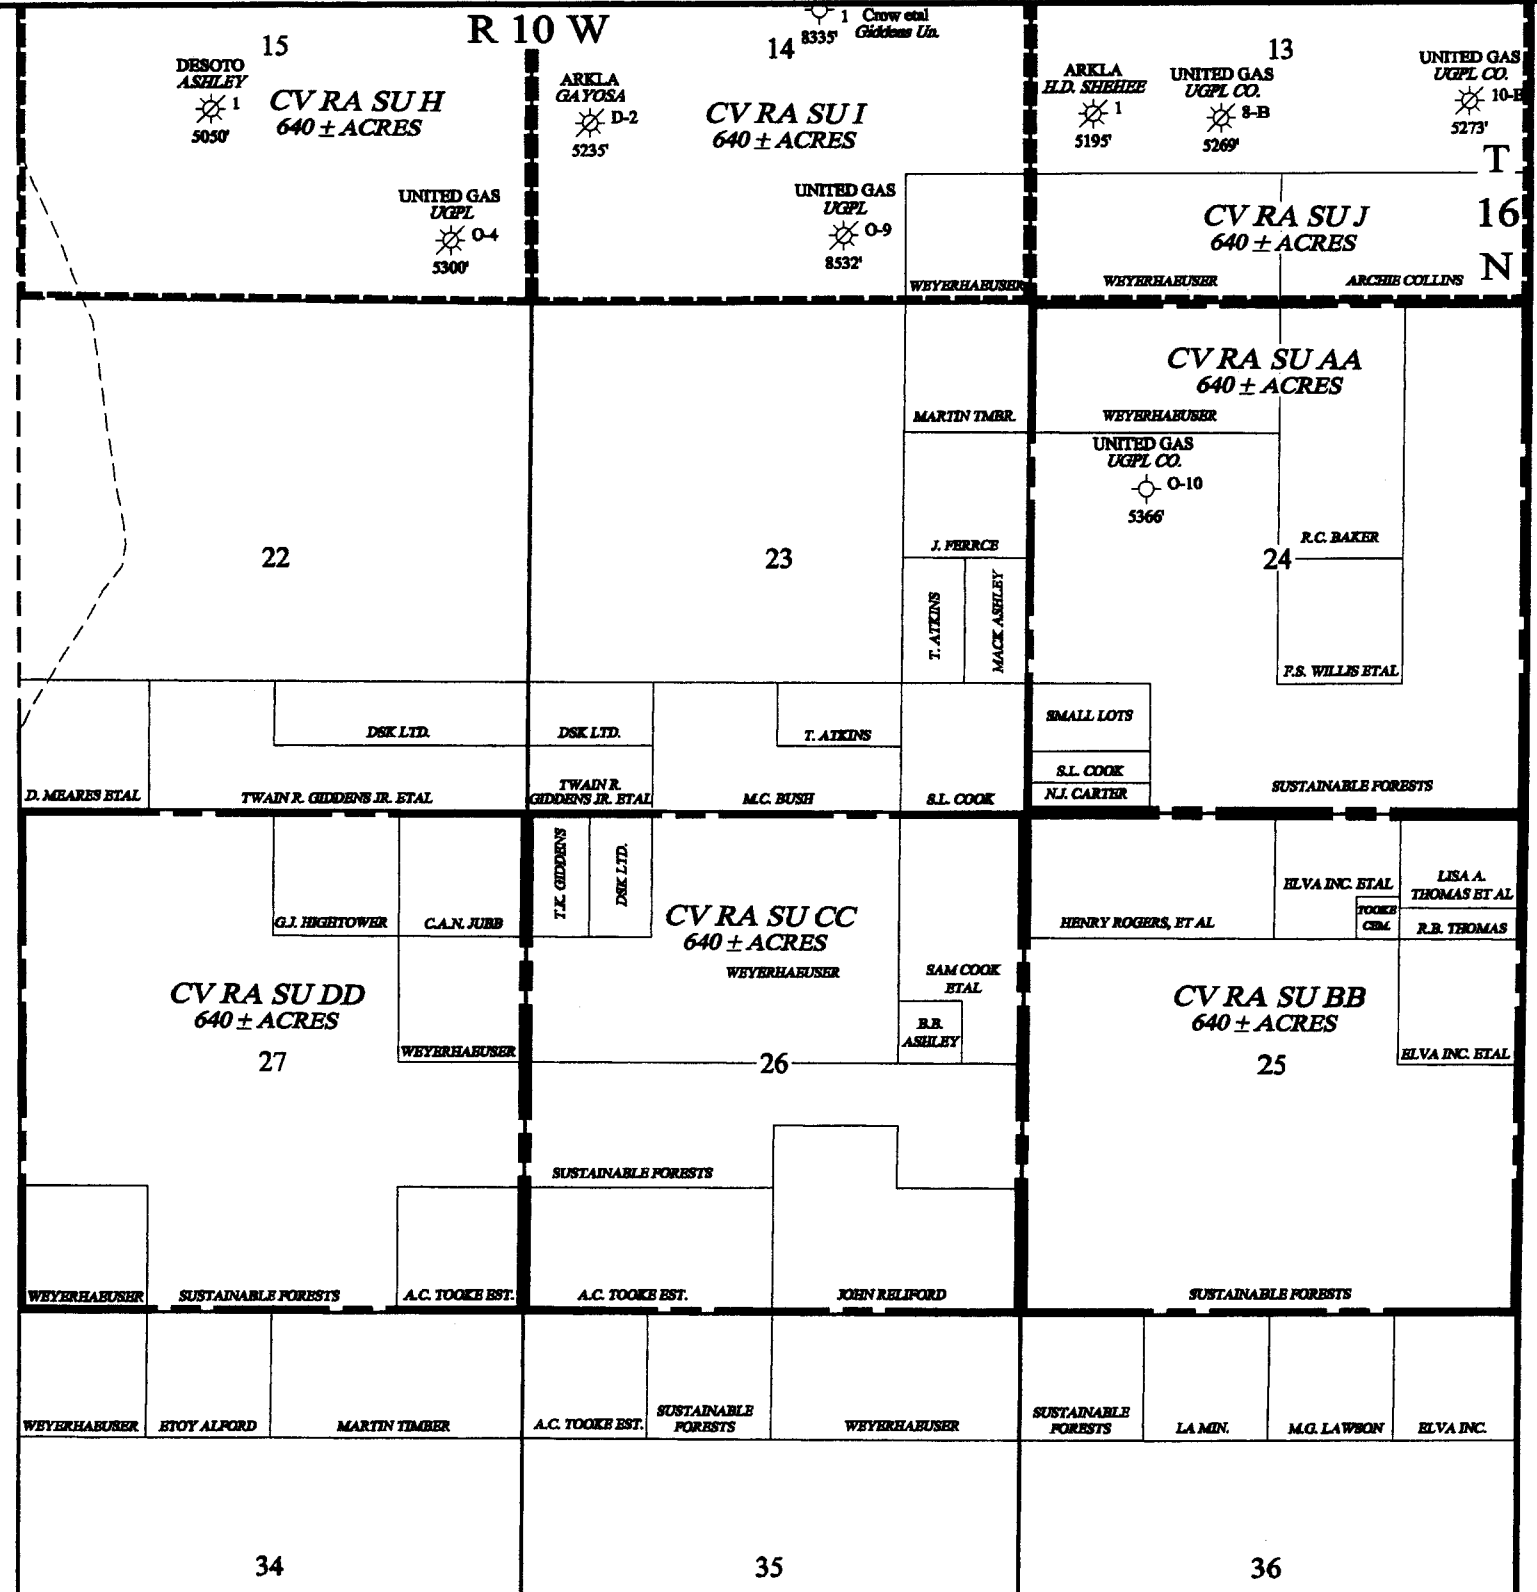 R 10 W
15
DESOTO
ASHLEY
1
5050'
CV RA SU H
640 ± ACRES
UNITED GAS
UGPL
O-4
5300'
14
1 Crow etal
Giddens Un.
8335'
ARKLA
GAYOSA
D-2
5235'
CV RA SU I
640 ± ACRES
UNITED GAS
UGPL
O-9
8532'
WEYERHAEUSER
13
ARKLA
H.D. SHEHEE
1
5195'
UNITED GAS
UGPL CO.
8-B
5269'
UNITED GAS
UGPL CO.
5273'
T
16
N
CV RA SU J
640 ± ACRES
WEYERHAEUSER
ARCHIE COLLINS
22
23
MARTIN TMBR.
J. FERRCE
T. ATKINS
MACK ASHLEY
CV RA SU AA
640 ± ACRES
WEYERHAEUSER
UNITED GAS
UGPL CO.
O-10
5366'
24
R.C. BAKER
F.S. WILLIS ETAL
DSK LTD.
DSK LTD.
T. ATKINS
D. MEARES ETAL
TWAIN R. GIDDENS JR. ETAL
TWAIN R.
GIDDENS JR. ETAL
M.C. BUSH
S.L. COOK
SMALL LOTS
S.L. COOK
N.J. CARTER
SUSTAINABLE FORESTS
G.J. HIGHTOWER
C.A.N. JUBB
CV RA SU DD
640 ± ACRES
27
WEYERHAEUSER
WEYERHAEUSER
SUSTAINABLE FORESTS
A.C. TOOKE EST.
T.K. GIDDENS
DSK LTD.
CV RA SU CC
640 ± ACRES
WEYERHAEUSER
SAM COOK
ETAL
B.B.
ASHLEY
26
SUSTAINABLE FORESTS
A.C. TOOKE EST.
JOHN RELIFORD
HENRY ROGERS, ET AL
ELVA INC. ETAL
TOOKE
CEM.
LISA A.
THOMAS ET AL
R.B. THOMAS
CV RA SU BB
640 ± ACRES
25
ELVA INC. ETAL
SUSTAINABLE FORESTS
WEYERHAEUSER
ETOY ALFORD
MARTIN TIMBER
A.C. TOOKE EST.
SUSTAINABLE
FORESTS
WEYERHAEUSER
SUSTAINABLE
FORESTS
LA MIN.
M.G. LAWSON
ELVA INC.
34
35
36